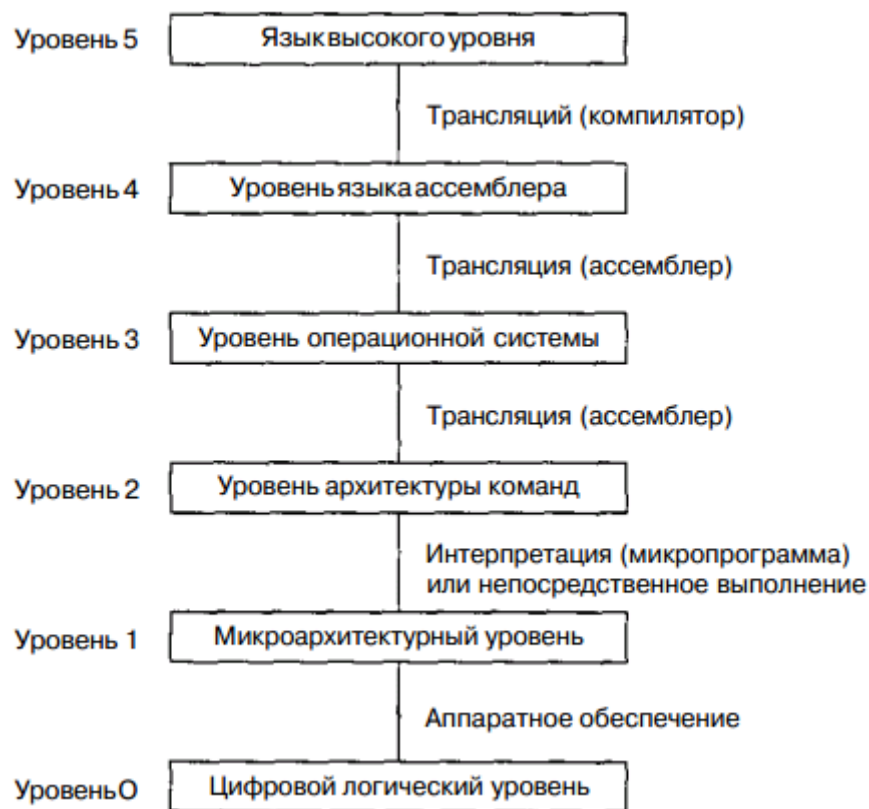 Уровень 5 Язык высокого уровня
Трансляций (компилятор)
Уровень 4 Уровень языка ассемблера
Трансляция (ассемблер)
Уровень 3 Уровень операционной системы
Трансляция (ассемблер)
Уровень 2 Уровень архитектуры команд
Интерпретация (микропрограмма)
или непосредственное выполнение
Уровень 1 Микроархитектурный уровень
Аппаратное обеспечение
Уровень О Цифровой логический уровень